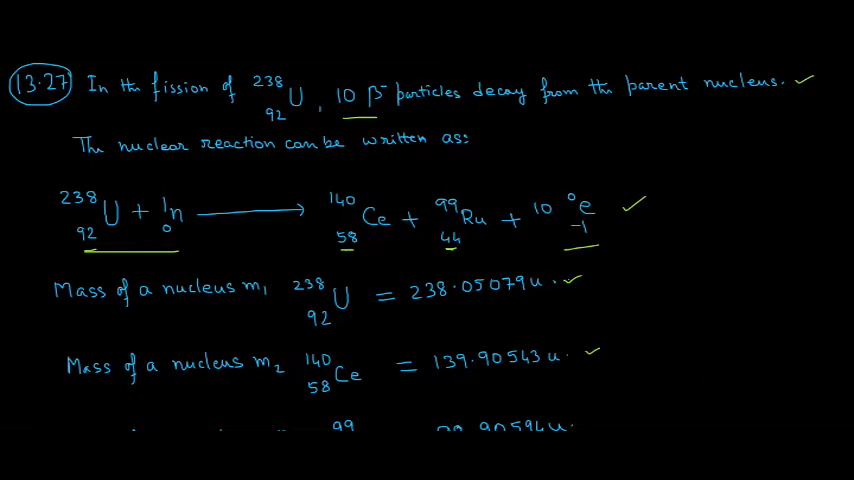 13.27 In the fission of ²³⁸₉₂U, 10 β⁻ particles decay from the parent nucleus.
The nuclear reaction can be written as:
²³⁸₉₂U + ¹₀n ⟶ ¹⁴⁰₅₈Ce + ⁹⁹₄₄Ru + 10 ⁰₋₁e
Mass of a nucleus m₁ ²³⁸₉₂U = 238.05079u.
Mass of a nucleus m₂ ¹⁴⁰₅₈Ce = 139.90543u.
99 .90594u.